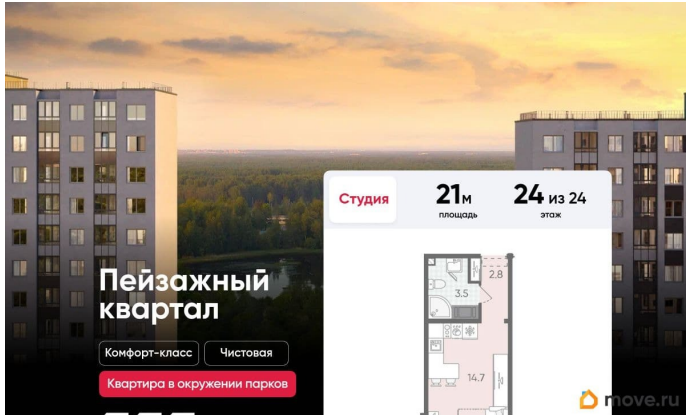 Студия
21м
площадь
24 из 24
этаж
2.8
3.5
14.7
Пейзажный
квартал
Комфорт-класс
Чистовая
Квартира в окружении парков
move.ru